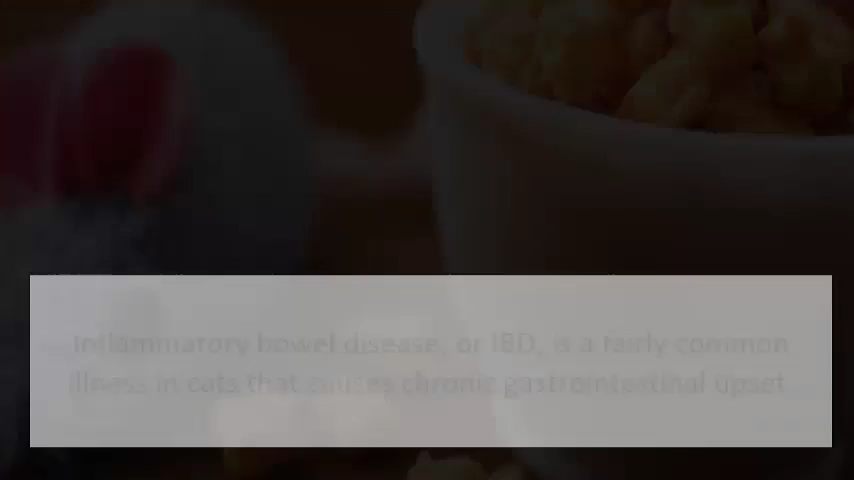 Inflammatory bowel disease, or IBD, is a fairly common
illness in cats that causes chronic gastrointestinal upset